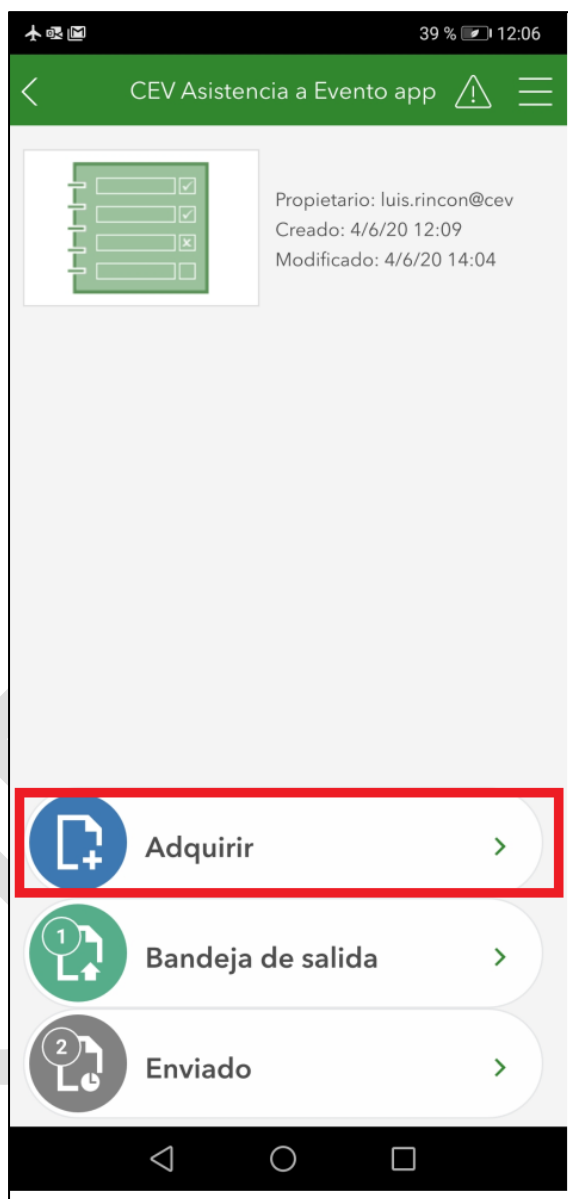 39 % 12:06
CEV Asistencia a Evento app
Propietario: luis.rincon@cev
Creado: 4/6/20 12:09
Modificado: 4/6/20 14:04
Adquirir
1
Bandeja de salida
2
Enviado